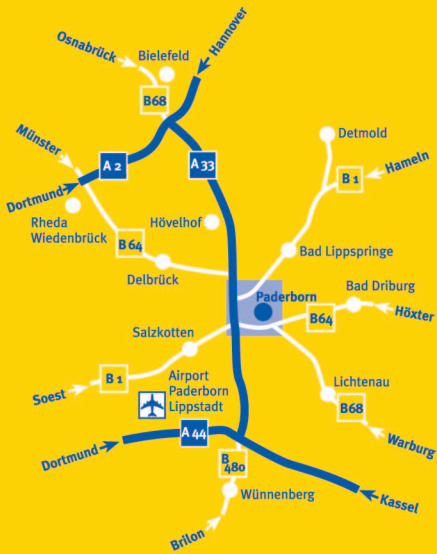 Hannover
Osnabrück
Bielefeld
B68
Münster
Detmold
A 2
A 33
B 1
Hameln
Dortmund
Rheda
Wiedenbrück
Hövelhof
B 64
Bad Lippspringe
Delbrück
Bad Driburg
Paderborn
B64
Höxter
Salzkotten
B 1
Soest
Airport
Paderborn
Lippstadt
Lichtenau
B68
Warburg
A 44
Dortmund
B
480
Wünnenberg
Kassel
Brilon